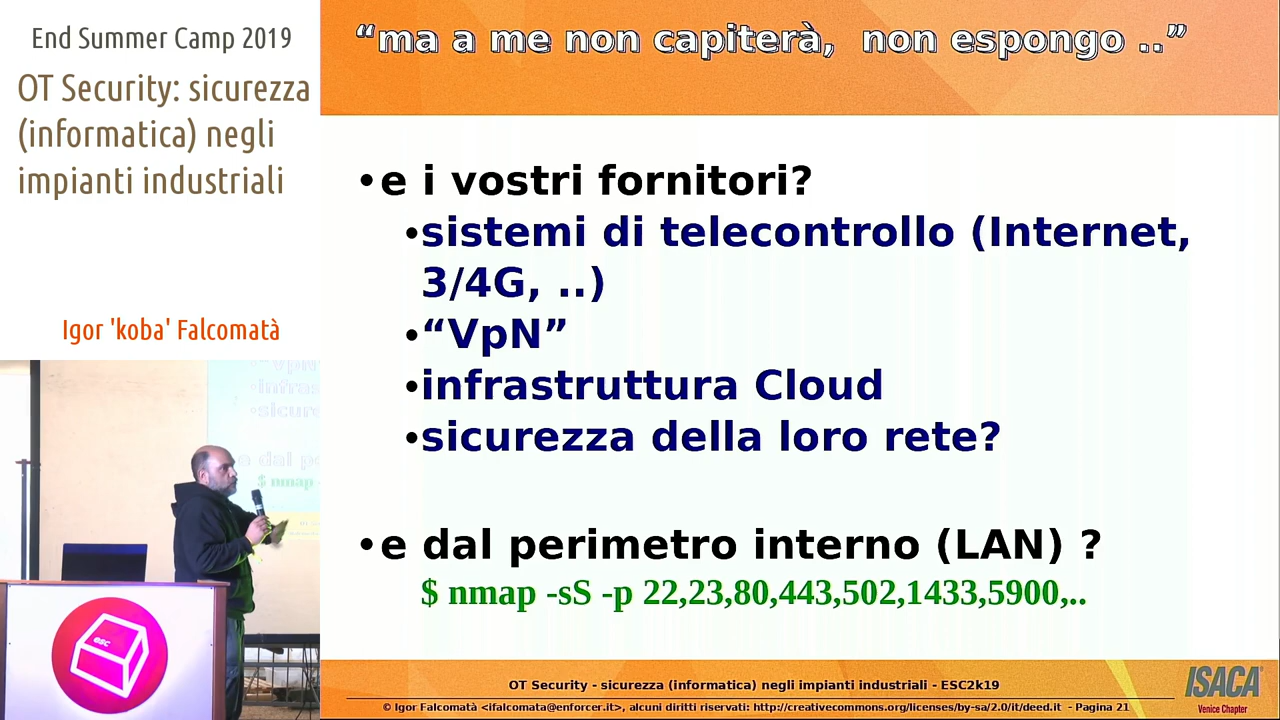 End Summer Camp 2019
OT Security: sicurezza
(informatica) negli
impianti industriali
Igor 'koba' Falcomatà
“ma a me non capiterà,  non espongo ..”
•e i vostri fornitori?
•sistemi di telecontrollo (Internet,
3/4G, ..)
•“VpN”
•infrastruttura Cloud
•sicurezza della loro rete?
•e dal perimetro interno (LAN) ?
$ nmap -sS -p 22,23,80,443,502,1433,5900,..
OT Security - sicurezza (informatica) negli impianti industriali - ESC2k19
© Igor Falcomatà <ifalcomata@enforcer.it>, alcuni diritti riservati: http://creativecommons.org/licenses/by-sa/2.0/it/deed.it - Pagina 21
ISACA®
Venice Chapter
esc
$ nmap